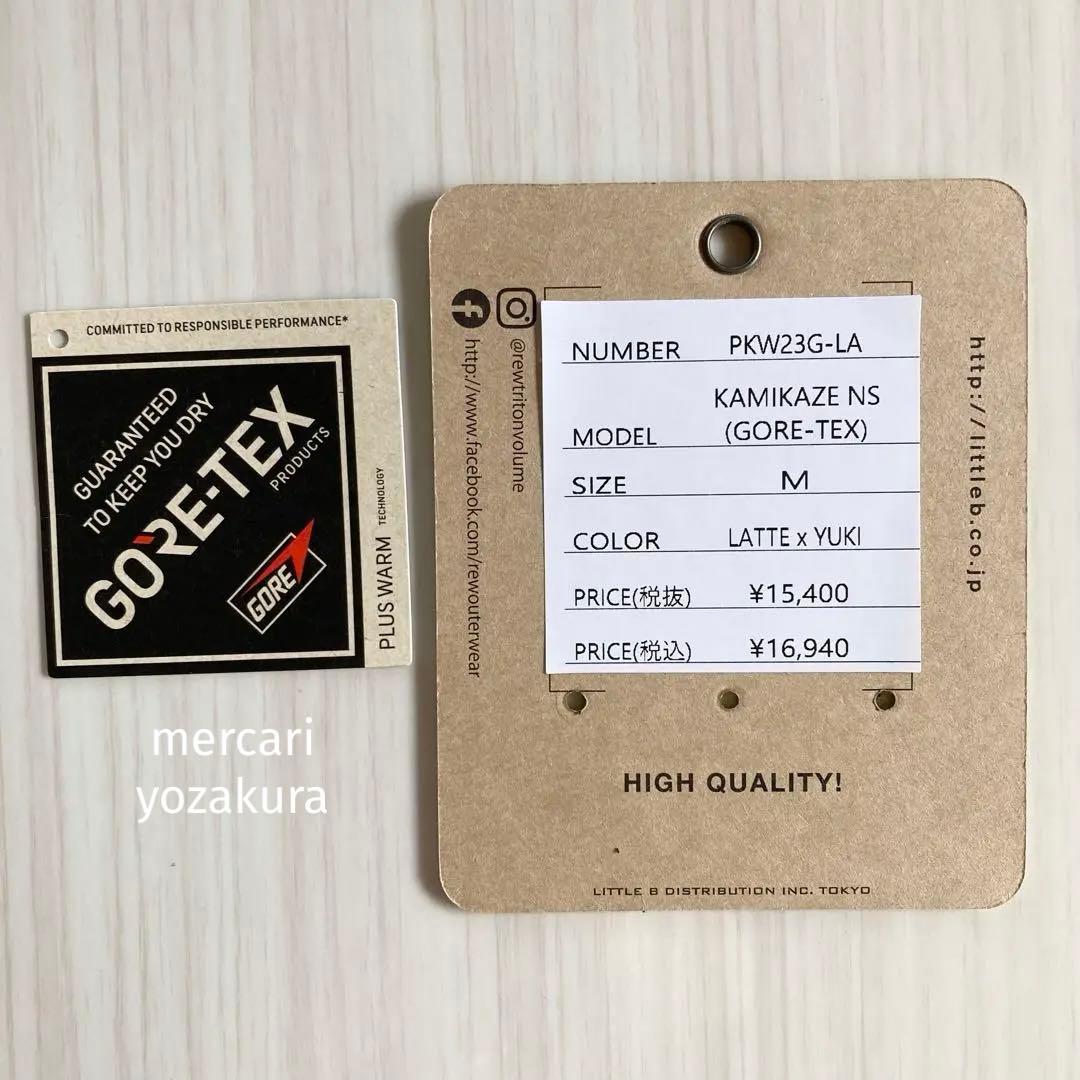 COMMITTED TO RESPONSIBLE PERFORMANCE*
GUARANTEED
TO KEEP YOU DRY
GORE-TEX
PRODUCTS
GORE
PLUS WARM TECHNOLOGY
mercari
yozakura
http://www.facebook.com/rewouterwear
@rewtritonvolume
NUMBER PKW23G-LA
KAMIKAZE NS
MODEL (GORE-TEX)
SIZE M
COLOR LATTE x YUKI
PRICE(税抜) ¥15,400
PRICE(税込) ¥16,940
http://littleb.co.jp
HIGH QUALITY!
LITTLE B DISTRIBUTION INC. TOKYO